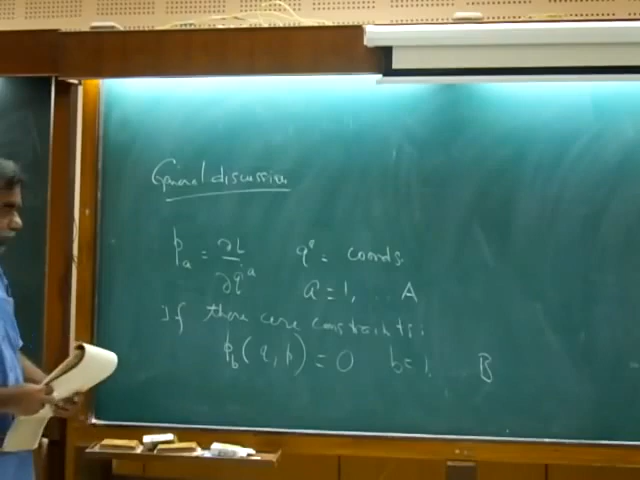 General discussion
p_a = ∂L/∂q̇^a   q^a = coords
a = 1, .. A
If there are constraints:
ϕ_b(q, p) = 0   b = 1, B